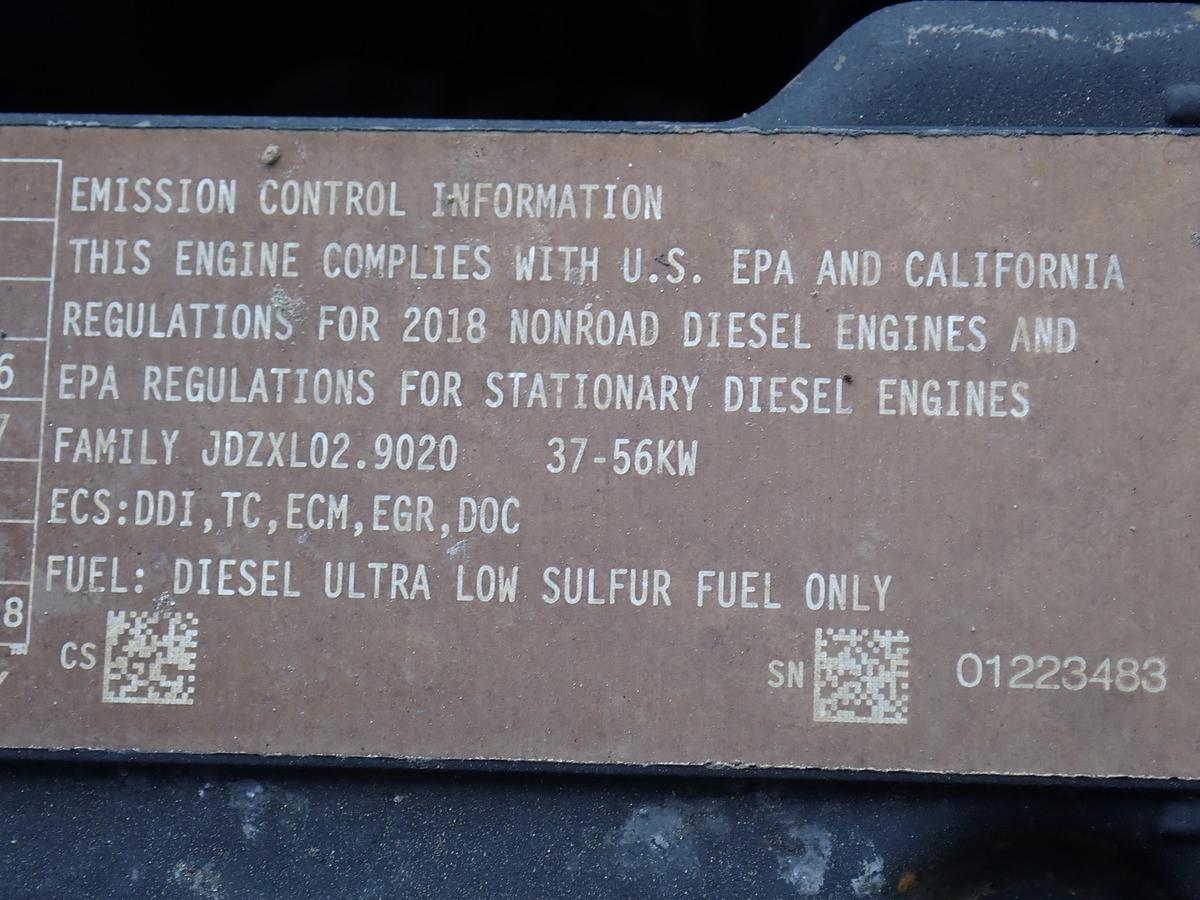 EMISSION CONTROL INFORMATION
THIS ENGINE COMPLIES WITH U.S. EPA AND CALIFORNIA
REGULATIONS FOR 2018 NONROAD DIESEL ENGINES AND
6
EPA REGULATIONS FOR STATIONARY DIESEL ENGINES
7
FAMILY JDZXL02.9020 37-56KW
ECS:DDI,TC,ECM,EGR,DOC
FUEL: DIESEL ULTRA LOW SULFUR FUEL ONLY
8
CS SN 01223483